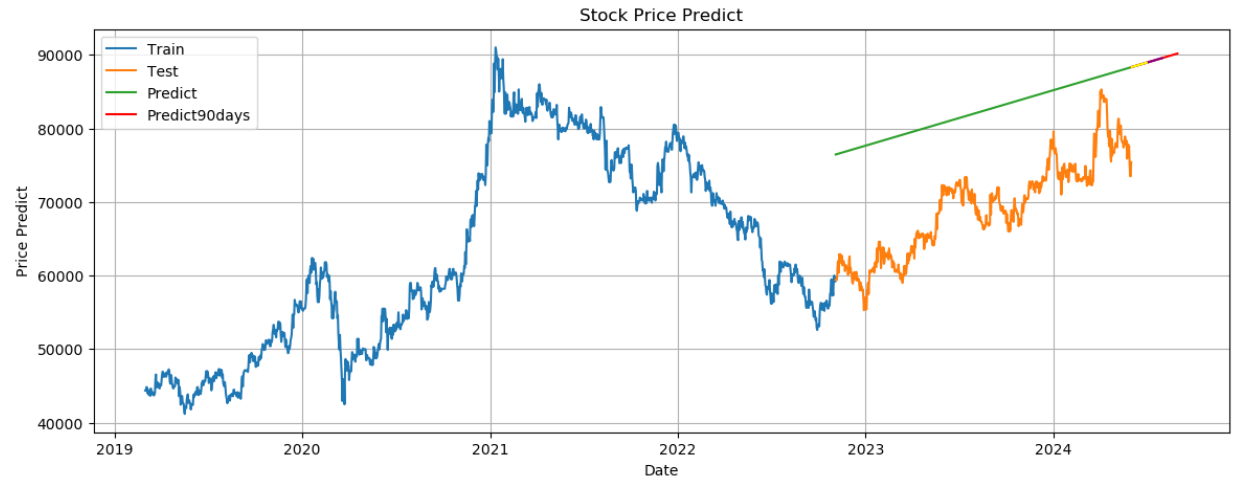 Stock Price Predict
Train
Test
Predict
Predict90days
90000
80000
70000
60000
50000
40000
Price Predict
2019 2020 2021 2022 2023 2024
Date